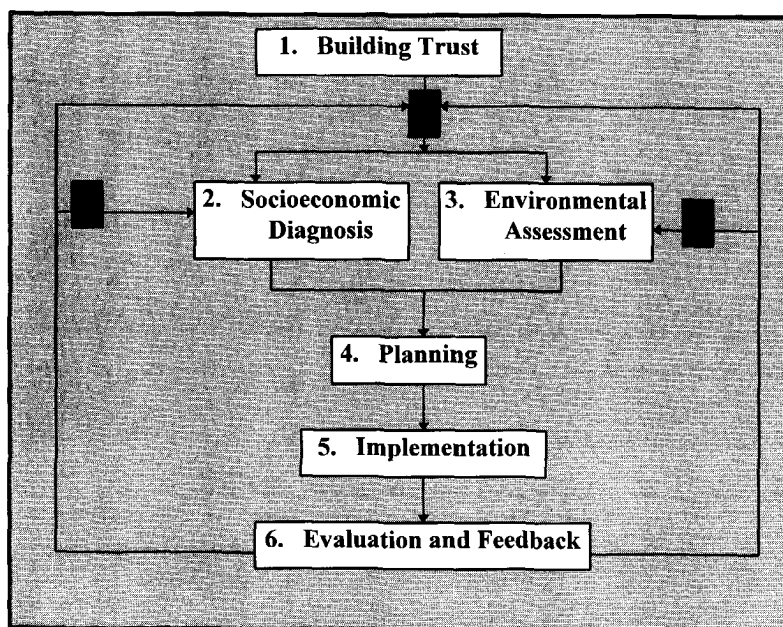 1. Building Trust
2. Socioeconomic
Diagnosis
3. Environmental
Assessment
4. Planning
5. Implementation
6. Evaluation and Feedback